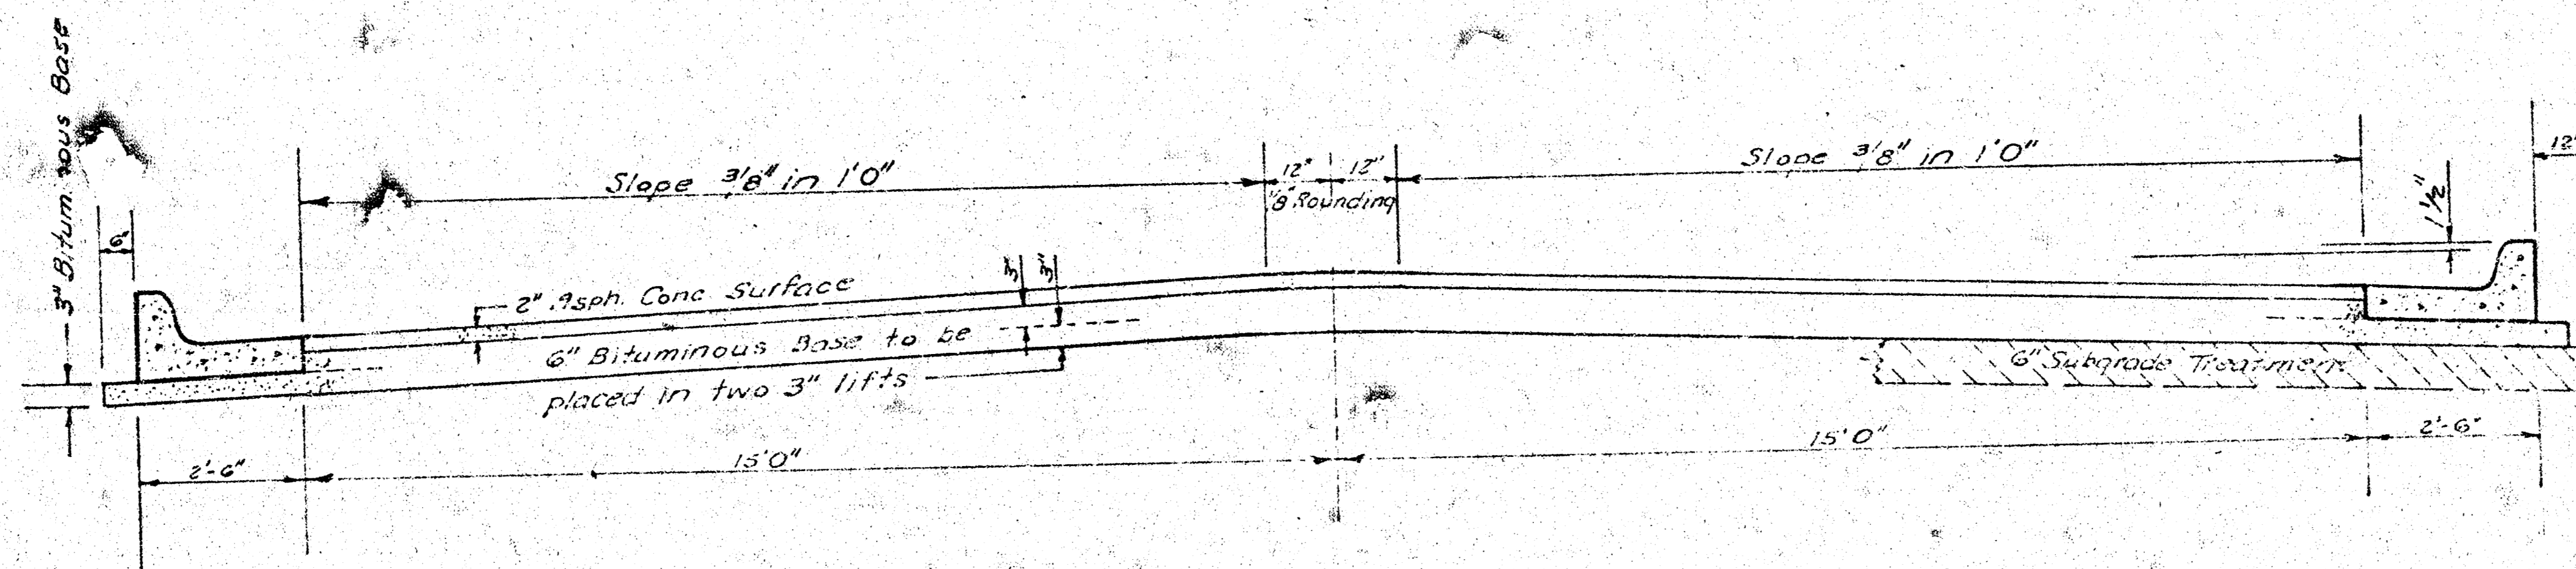 3" Bitum nous Base
Slope 3/8" in 1'0"
12" 12"
1/8" Rounding
Slope 3/8" in 1'0"
12"
1 1/2"
6"
2" Asph. Conc Surface
3" 3"
6" Bituminous Base to be
placed in two 3" lifts
6" Subgrade Treatment
2'-6"
15'0"
15'0"
2'-6"